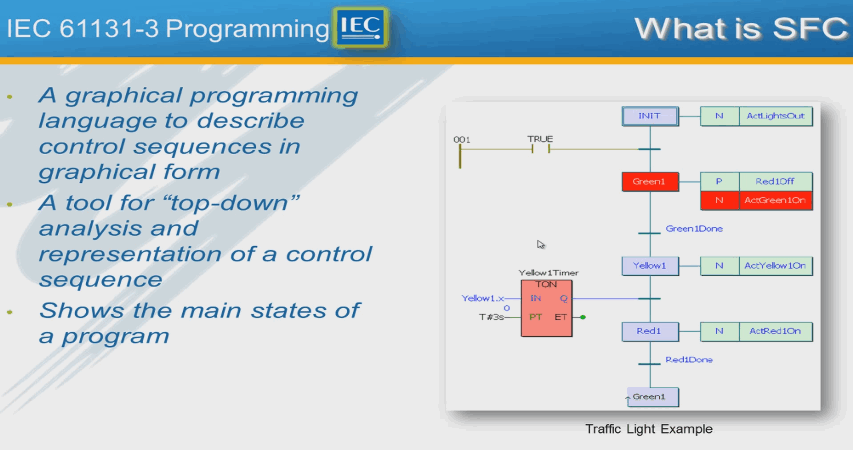 IEC 61131-3 Programming IEC What is SFC
• A graphical programming
language to describe
control sequences in
graphical form
• A tool for “top-down”
analysis and
representation of a control
sequence
• Shows the main states of
a program
INIT N ActLightsOut
001 TRUE
Green1 P Red1Off
N ActGreen1On
Green1Done
Yellow1 N ActYellow1On
Yellow1Timer
TON
Yellow1.x IN Q
0
T#3s PT ET
Red1 N ActRed1On
Red1Done
Green1
Traffic Light Example